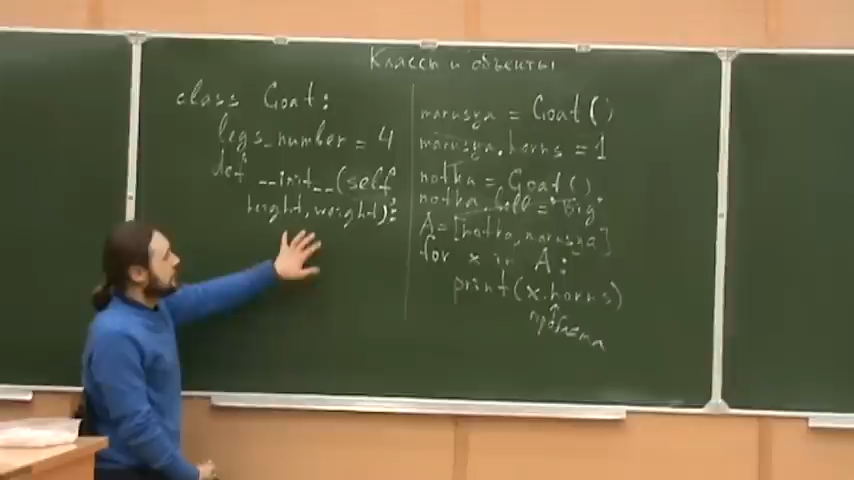 Классы и объекты
class Goat:
legs_number = 4
def __init__(self
height, weight):
marusya = Goat()
marusya.horns = 1
notka = Goat()
notka.bill = "Big"
A = [notka, marusya]
for x in A:
print(x.horns)
проблема